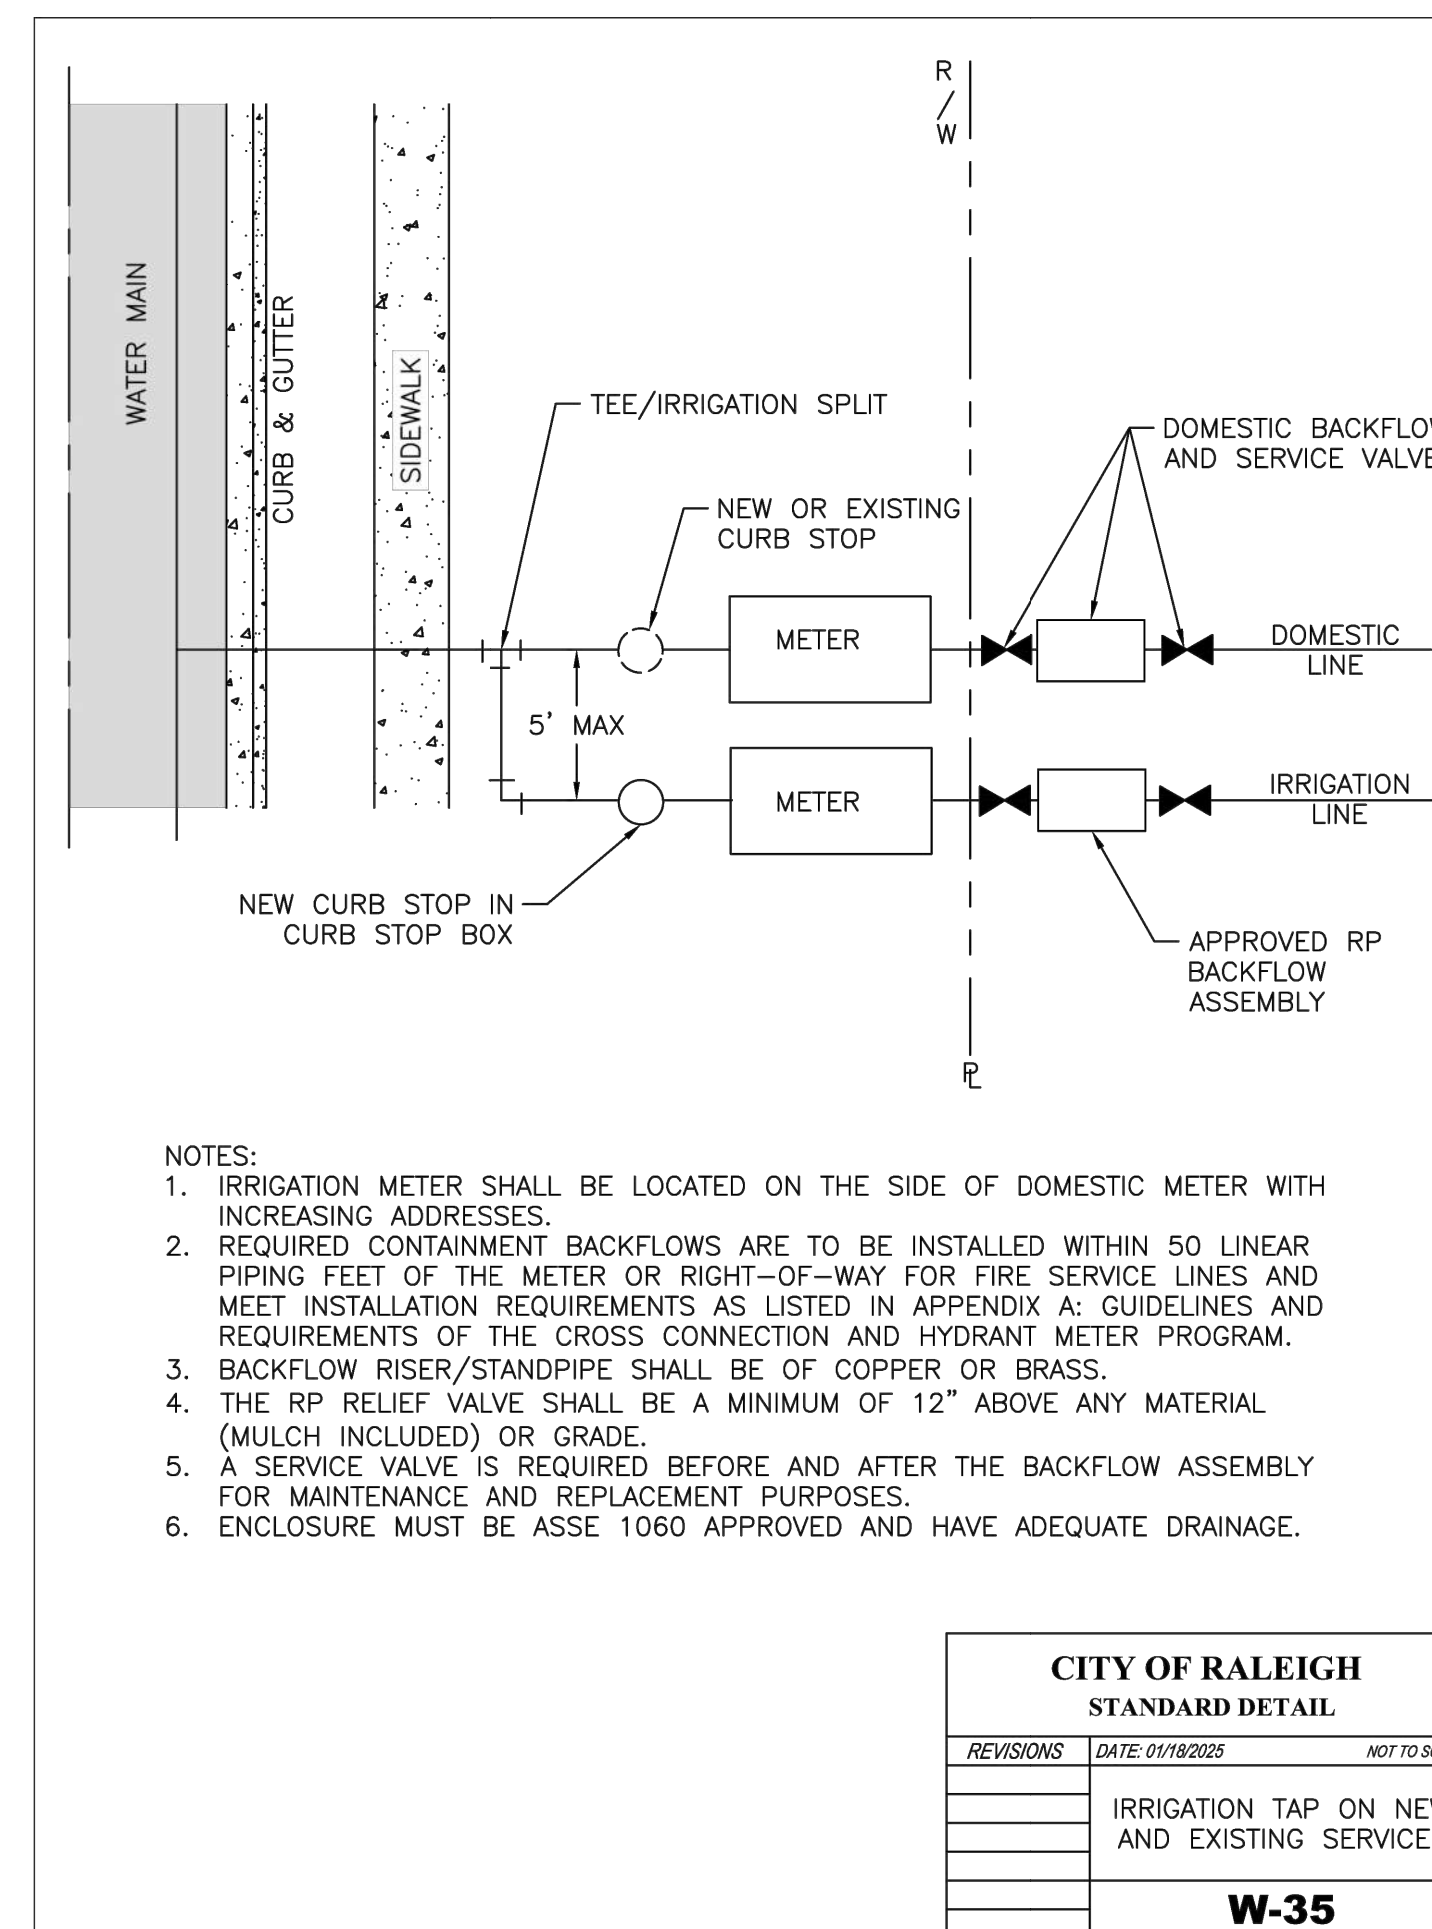 R
/
W
WATER MAIN
CURB & GUTTER
SIDEWALK
TEE/IRRIGATION SPLIT
DOMESTIC
AND SERVICE
NEW OR EXISTING
CURB STOP
METER
DOMESTIC
LINE
5' MAX
METER
IRRIGATION
LINE
NEW CURB STOP IN
CURB STOP BOX
APPROVED RP
BACKFLOW
ASSEMBLY
PL
NOTES:
1. IRRIGATION METER SHALL BE LOCATED ON THE SIDE OF DOMESTIC METER WITH
INCREASING ADDRESSES.
2. REQUIRED CONTAINMENT BACKFLOWS ARE TO BE INSTALLED WITHIN 50 LINEAR
PIPING FEET OF THE METER OR RIGHT-OF-WAY FOR FIRE SERVICE LINES AND
MEET INSTALLATION REQUIREMENTS AS LISTED IN APPENDIX A: GUIDELINES AND
REQUIREMENTS OF THE CROSS CONNECTION AND HYDRANT METER PROGRAM.
3. BACKFLOW RISER/STANDPIPE SHALL BE OF COPPER OR BRASS.
4. THE RP RELIEF VALVE SHALL BE A MINIMUM OF 12" ABOVE ANY MATERIAL
(MULCH INCLUDED) OR GRADE.
5. A SERVICE VALVE IS REQUIRED BEFORE AND AFTER THE BACKFLOW ASSEMBLY
FOR MAINTENANCE AND REPLACEMENT PURPOSES.
6. ENCLOSURE MUST BE ASSE 1060 APPROVED AND HAVE ADEQUATE DRAINAGE.
CITY OF RALEIGH
STANDARD DETAIL
REVISIONS
DATE: 01/18/2025
NOT TO
IRRIGATION TAP ON
AND EXISTING SERVICE
W-35